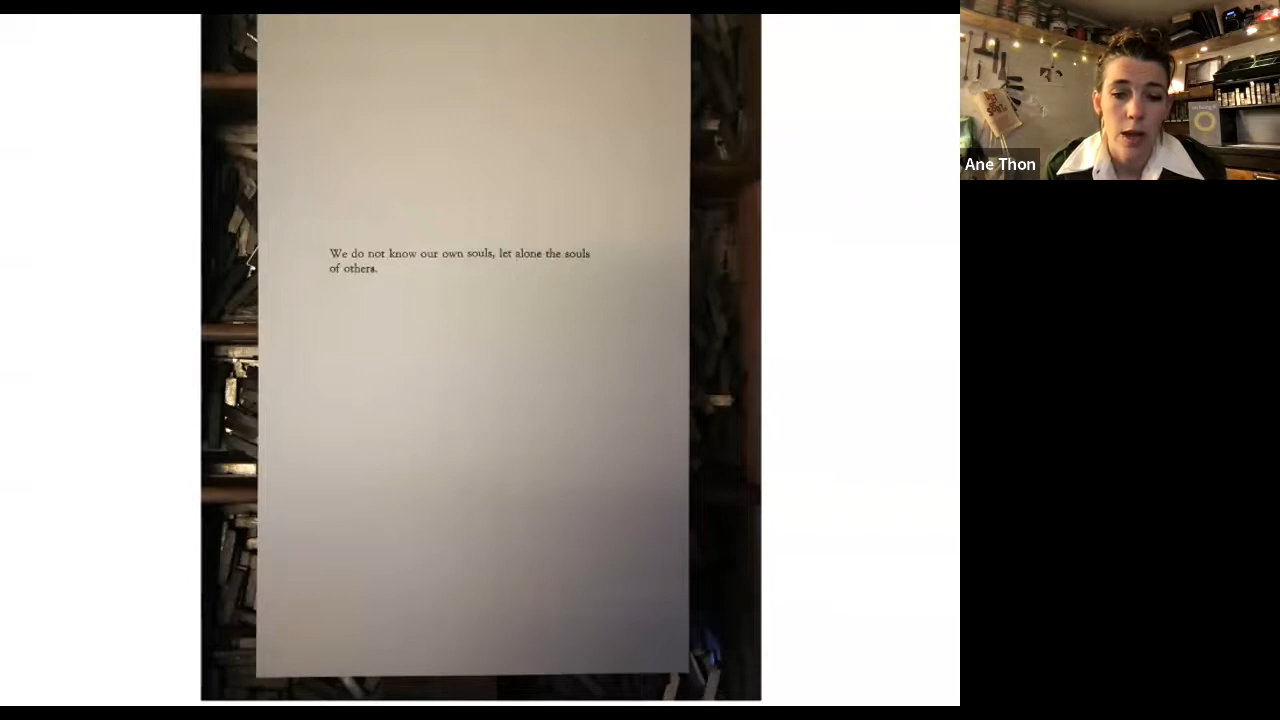 We do not know our own souls, let alone the souls
of others.
Ane Thon